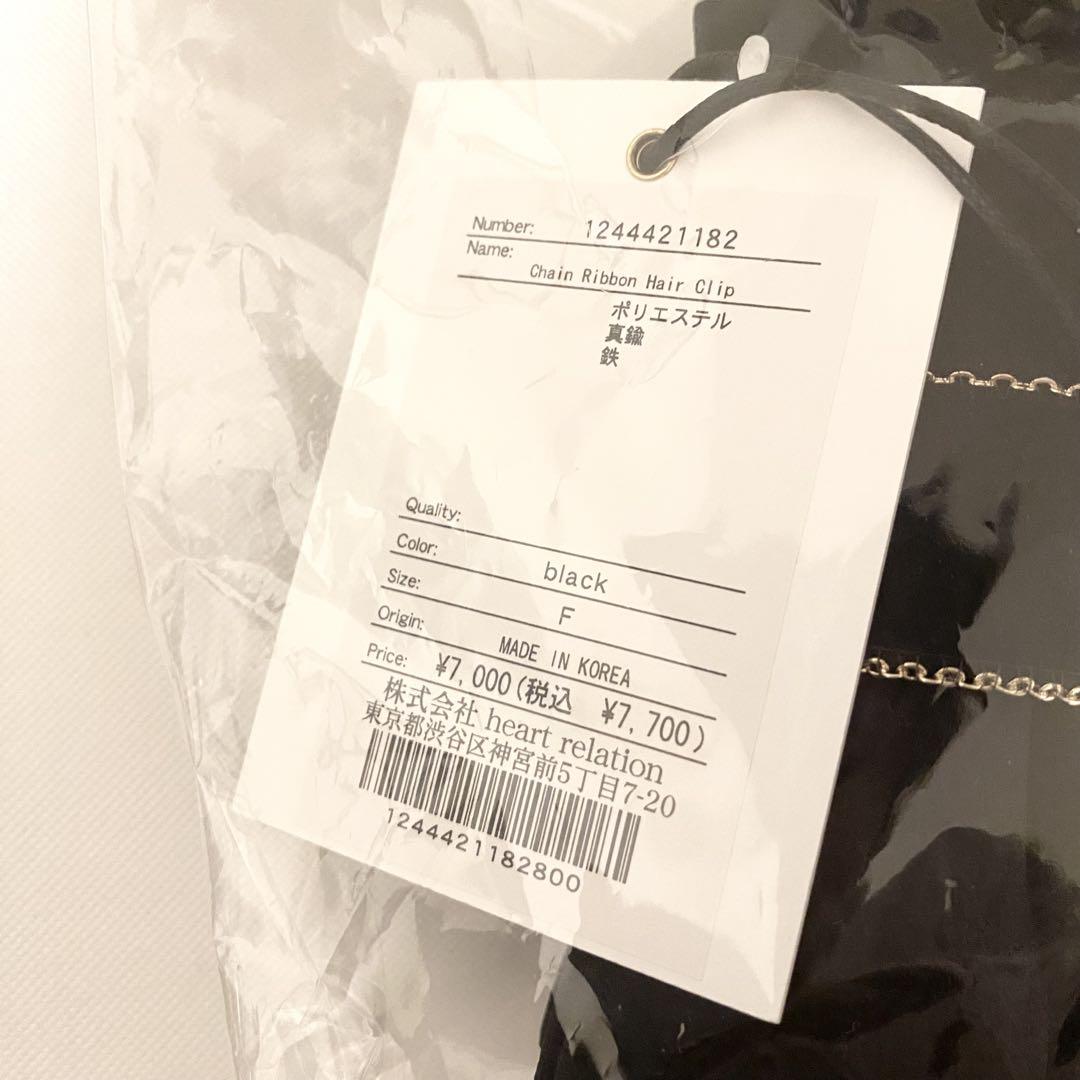 Number: 1244421182
Name: Chain Ribbon Hair Clip
ポリエステル
真鍮
鉄
Quality:
Color: black
Size: F
Origin: MADE IN KOREA
Price: ¥7,000(税込 ¥7,700)
株式会社 heart relation
東京都渋谷区神宮前5丁目7-20
1244421182800